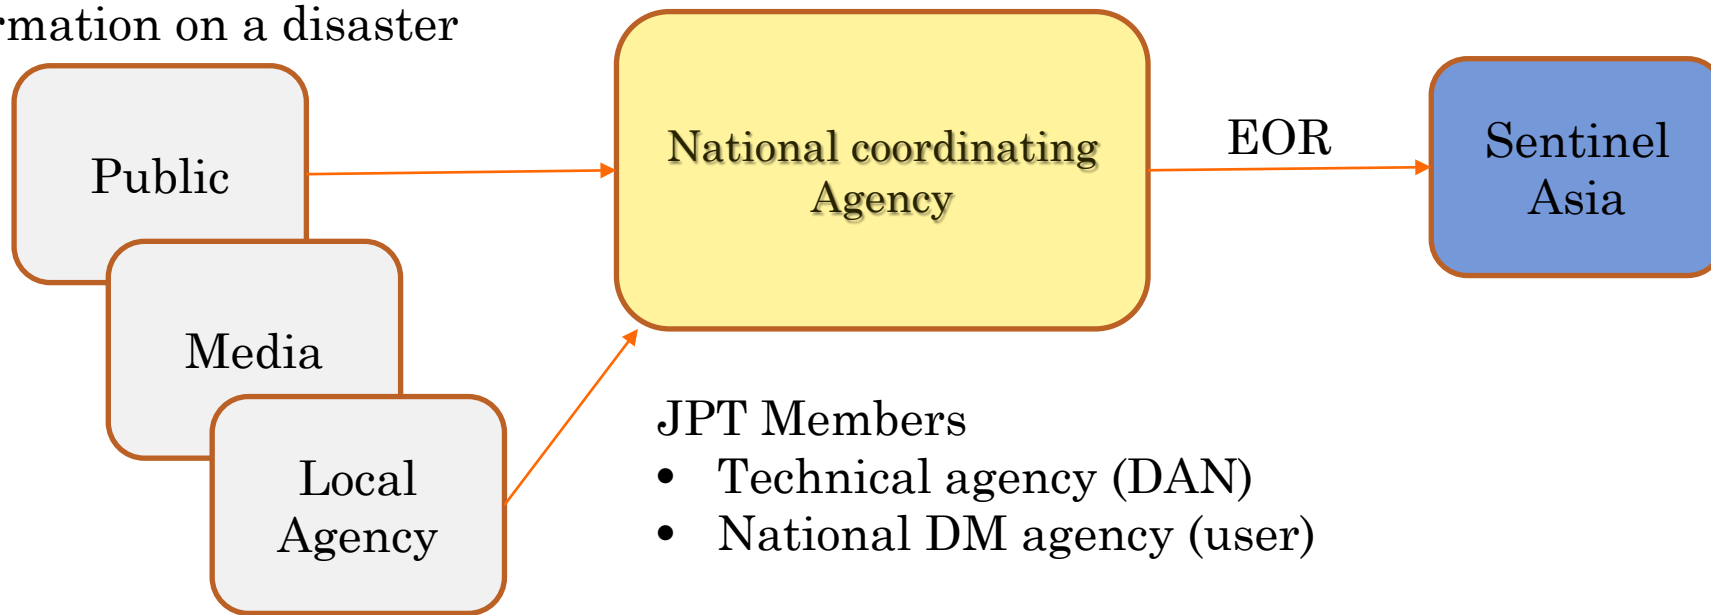 rmation on a disaster
Public
Media
Local
Agency
National coordinating
Agency
EOR
Sentinel
Asia
JPT Members
• Technical agency (DAN)
• National DM agency (user)